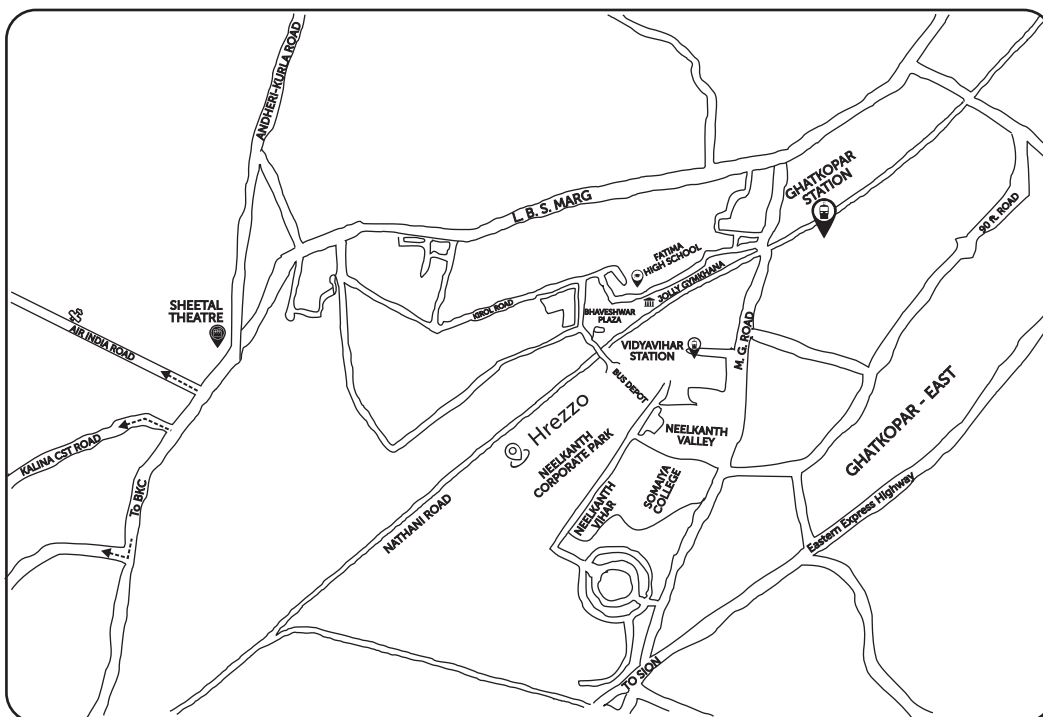 ANDHERI-KURLA ROAD
L. B. S. MARG
GHATKOPAR
STATION
90 ft. ROAD
FATIMA
HIGH SCHOOL
JOLLY GYMKHANA
KIROL ROAD
SHEETAL
THEATRE
AIR INDIA ROAD
BHAVESHWAR
PLAZA
VIDYAVIHAR
STATION
M. G. ROAD
BUS DEPOT
Hrezzo
NEELKANTH
CORPORATE PARK
NEELKANTH
VALLEY
GHATKOPAR - EAST
KALINA CST ROAD
To BKC
NATHANI ROAD
NEELKANTH
VIHAR
SOMAIYA
COLLEGE
Eastern Express Highway
TO SION